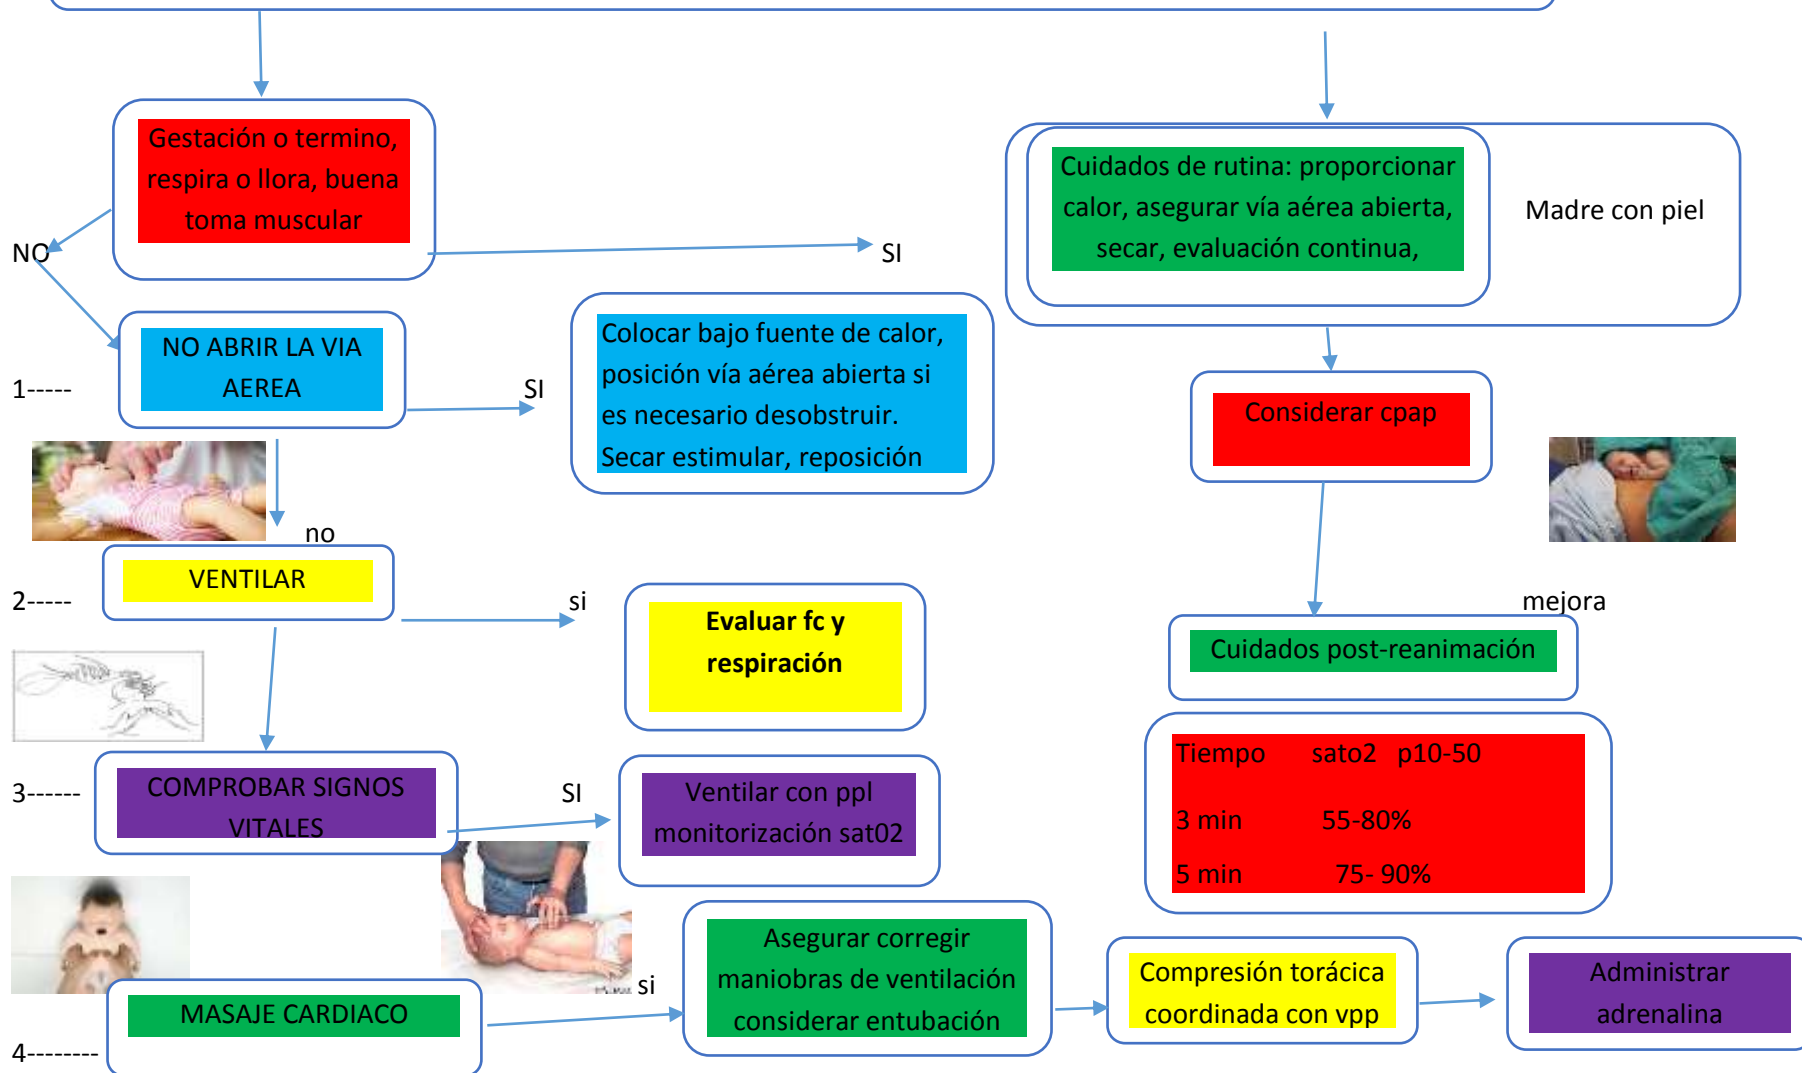 Gestación o termino,
respira o llora, buena
toma muscular
NO
SI
Cuidados de rutina: proporcionar
calor, asegurar vía aérea abierta,
secar, evaluación continua,
Madre con piel
1-----
NO ABRIR LA VIA
AEREA
SI
Colocar bajo fuente de calor,
posición vía aérea abierta si
es necesario desobstruir.
Secar estimular, reposición
Considerar cpap
no
2-----
VENTILAR
si
Evaluar fc y
respiración
mejora
Cuidados post-reanimación
Tiempo sato2 p10-50
3 min 55-80%
5 min 75- 90%
3------
COMPROBAR SIGNOS
VITALES
SI
Ventilar con ppl
monitorización sat02
4--------
MASAJE CARDIACO
si
Asegurar corregir
maniobras de ventilación
considerar entubación
Compresión torácica
coordinada con vpp
Administrar
adrenalina